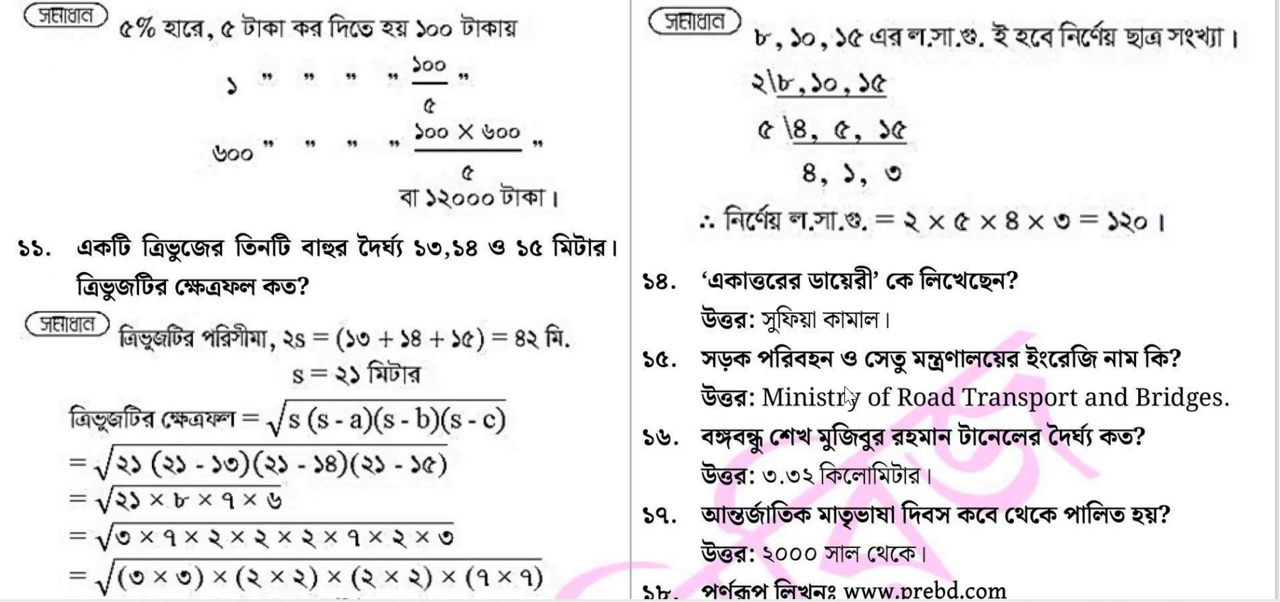 সমাধান
৫% হারে, ৫ টাকা কর দিতে হয় ১০০ টাকায়
১ " " " " ১০০/৫ "
৬০০ " " " " ১০০ × ৬০০/৫ "
বা ১২০০০ টাকা।
১১. একটি ত্রিভুজের তিনটি বাহুর দৈর্ঘ্য ১৩,১৪ ও ১৫ মিটার।
ত্রিভুজটির ক্ষেত্রফল কত?
সমাধান
ত্রিভুজটির পরিসীমা, ২s = (১৩ + ১৪ + ১৫) = ৪২ মি.
s = ২১ মিটার
ত্রিভুজটির ক্ষেত্রফল = √s (s - a)(s - b)(s - c)
= √২১ (২১ - ১৩)(২১ - ১৪)(২১ - ১৫)
= √২১ × ৮ × ৭ × ৬
= √৩ × ৭ × ২ × ২ × ২ × ৭ × ২ × ৩
= √(৩ × ৩) × (২ × ২) × (২ × ২) × (৭ × ৭)
সমাধান
৮, ১০, ১৫ এর ল.সা.গু. ই হবে নির্ণেয় ছাত্র সংখ্যা।
২\৮, ১০, ১৫
৫ \৪, ৫, ১৫
৪, ১, ৩
∴ নির্ণেয় ল.সা.গু. = ২ × ৫ × ৪ × ৩ = ১২০।
১৪. ‘একাত্তরের ডায়েরী’ কে লিখেছেন?
উত্তর: সুফিয়া কামাল।
১৫. সড়ক পরিবহন ও সেতু মন্ত্রণালয়ের ইংরেজি নাম কি?
উত্তর: Ministry of Road Transport and Bridges.
১৬. বঙ্গবন্ধু শেখ মুজিবুর রহমান টানেলের দৈর্ঘ্য কত?
উত্তর: ৩.৩২ কিলোমিটার।
১৭. আন্তর্জাতিক মাতৃভাষা দিবস কবে থেকে পালিত হয়?
উত্তর: ২০০০ সাল থেকে।
১৮. পূর্ণরূপ লিখনঃ www.prebd.com